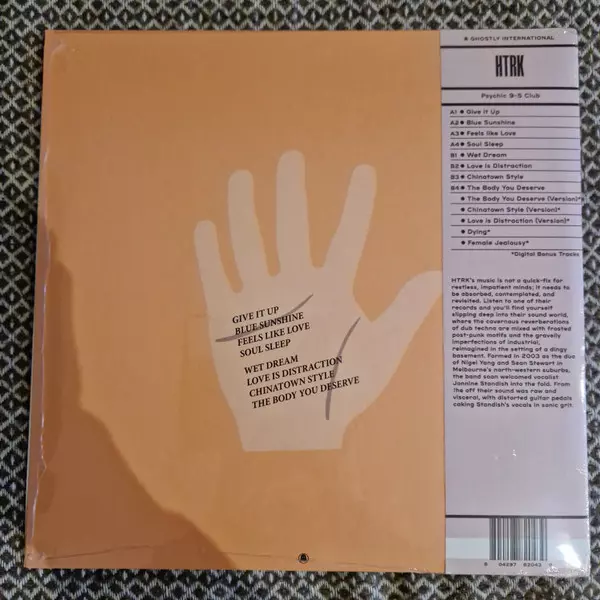 GIVE IT UP
BLUE SUNSHINE
FEELS LIKE LOVE
SOUL SLEEP
WET DREAM
LOVE IS DISTRACTION
CHINATOWN STYLE
THE BODY YOU DESERVE
GHOSTLY INTERNATIONAL
HTRK
Psychic 9-5 Club
A1 Give it Up
A2 Blue Sunshine
A3 Feels like Love
A4 Soul Sleep
B1 Wet Dream
B2 Love is Distraction
B3 Chinatown Style
B4 The Body You Deserve
The Body You Deserve (Version)*
Chinatown Style (Version)*
Love is Distraction (Version)*
Dying*
Female Jealousy*
*Digital Bonus Tracks
HTRK's music is not a quick-fix for
restless, impatient minds; it needs to
be absorbed, contemplated, and
revisited. Listen to one of their
records and you'll find yourself
slipping deep into their sound world,
where the cavernous reverberations
of dub techno are mixed with frosted
post-punk motifs and the gravelly
imperfections of industrial,
reimagined in the setting of a dingy
basement. Formed in 2003 as the duo
of Nigel Yang and Sean Stewart in
Melbourne's north-western suburbs,
the band soon welcomed vocalist
Jonnine Standish into the fold. From
the off their sound was raw and
visceral, with distorted guitar pedals
caking Standish's vocals in sonic grit.